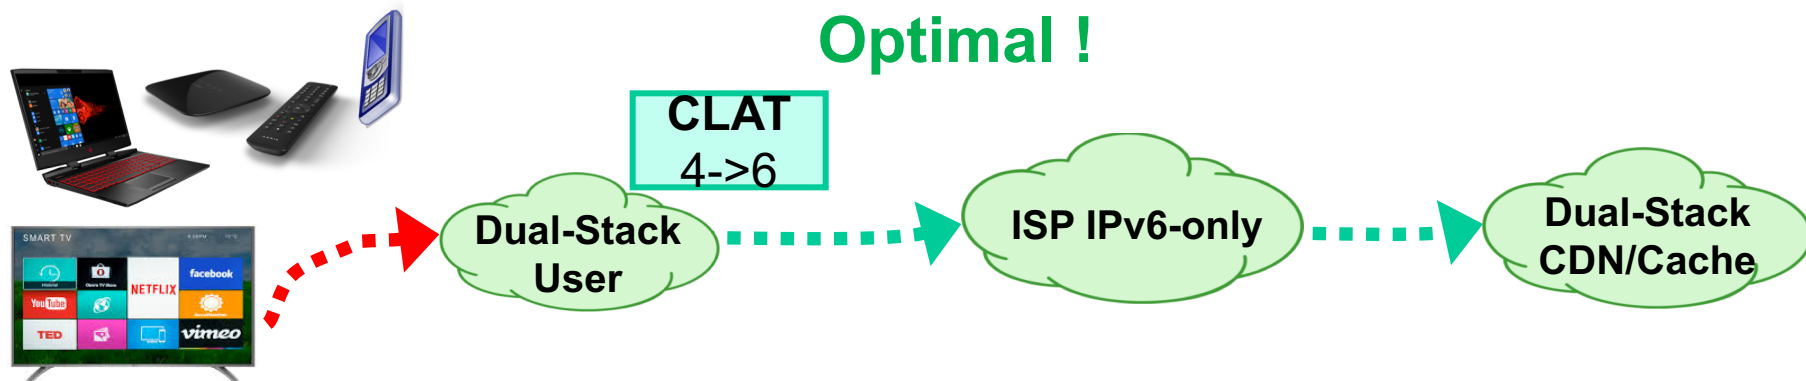 Optimal !
CLAT
4->6
Dual-Stack
User
ISP IPv6-only
Dual-Stack
CDN/Cache
SMART TV
NETFLIX
facebook
YouTube
TED
vimeo